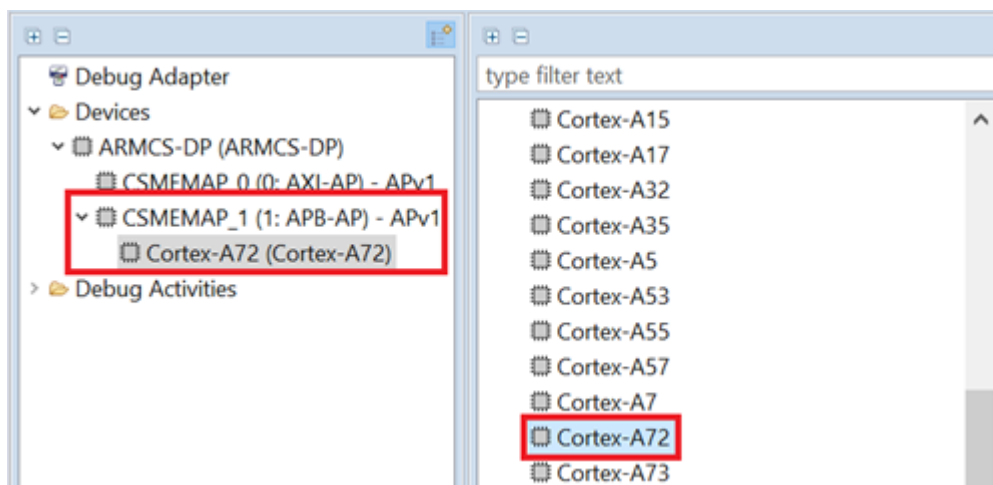 Debug Adapter
Devices
ARMCS-DP (ARMCS-DP)
CSMEMAP_0 (0: AXI-AP) - APv1
CSMEMAP_1 (1: APB-AP) - APv1
Cortex-A72 (Cortex-A72)
Debug Activities
type filter text
Cortex-A15
Cortex-A17
Cortex-A32
Cortex-A35
Cortex-A5
Cortex-A53
Cortex-A55
Cortex-A57
Cortex-A7
Cortex-A72
Cortex-A73